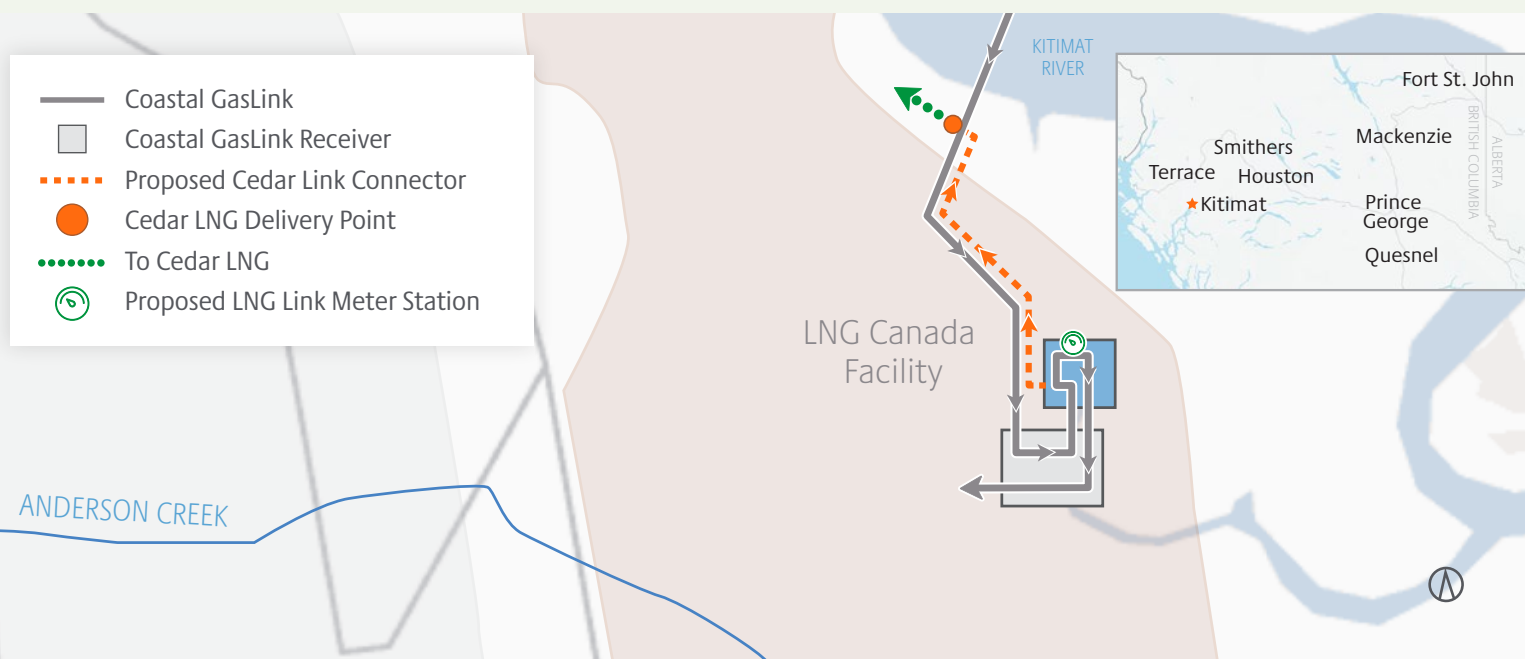 Coastal GasLink
Coastal GasLink Receiver
Proposed Cedar Link Connector
Cedar LNG Delivery Point
To Cedar LNG
Proposed LNG Link Meter Station
KITIMAT
RIVER
Fort St. John
Mackenzie
Smithers
Terrace
Houston
Kitimat
Prince
George
Quesnel
BRITISH COLUMBIA
ALBERTA
LNG Canada
Facility
ANDERSON CREEK